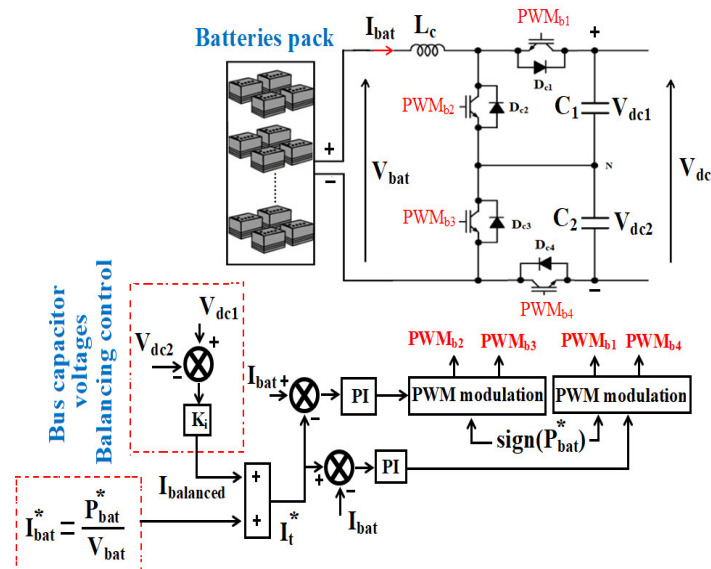 PWMb1
Ibat
Lc
+
Batteries pack
Dc1
PWMb2
Dc2
C1
Vdc1
+
−
Vbat
N
Vdc
PWMb3
Dc3
C2
Vdc2
Dc4
−
PWMb4
Bus capacitor
voltages
Balancing control
Vdc1
Vdc2
+
−
Ki
PWMb2
PWMb3
PWMb1
PWMb4
Ibat
+
−
PI
PWM modulation
PWM modulation
sign(P*bat)
Ibalanced
+
+
I*t
+
−
PI
Ibat
I*bat = P*bat / Vbat